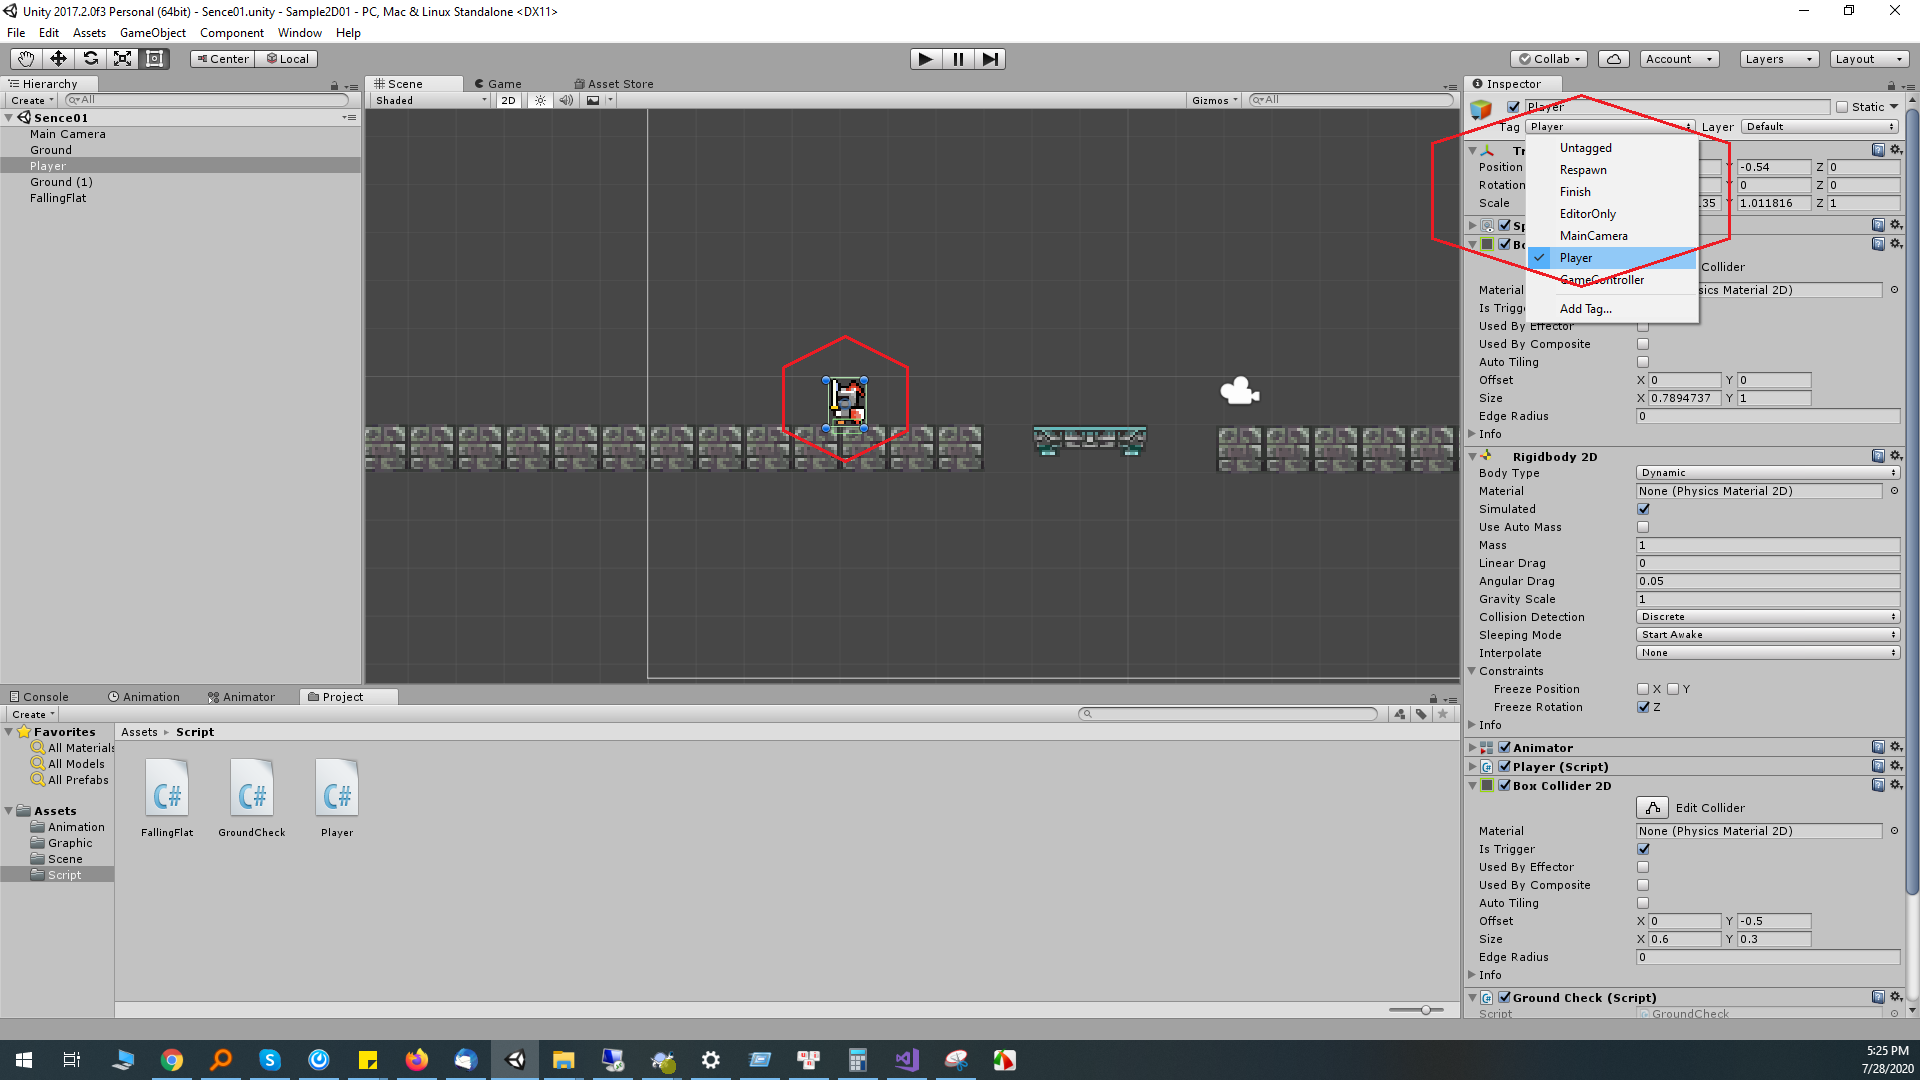 Unity 2017.2.0f3 Personal (64bit) - Sence01.unity - Sample2D01 - PC, Mac & Linux Standalone <DX11>
File Edit Assets GameObject Component Window Help
Center Local Collab Account Layers Layout
Hierarchy
Create All
Sence01
Main Camera
Ground
Player
Ground (1)
FallingFlat
Scene Game Asset Store
Shaded 2D Gizmos All
Inspector
Player Static
Tag Player Layer Default
Untagged
Respawn
Finish
EditorOnly
MainCamera
Player
GameController
Add Tag...
Tr
Position -0.54 Z 0
Rotation 0 Z 0
Scale 35 1.011816 Z 1
Sp
Bo
Collider
Material sics Material 2D)
Is Trigg
Used By Effector
Used By Composite
Auto Tiling
Offset X 0 Y 0
Size X 0.7894737 Y 1
Edge Radius 0
Info
Rigidbody 2D
Body Type Dynamic
Material None (Physics Material 2D)
Simulated
Use Auto Mass
Mass 1
Linear Drag 0
Angular Drag 0.05
Gravity Scale 1
Collision Detection Discrete
Sleeping Mode Start Awake
Interpolate None
Constraints
Freeze Position X Y
Freeze Rotation Z
Info
Animator
Player (Script)
Box Collider 2D
Edit Collider
Material None (Physics Material 2D)
Is Trigger
Used By Effector
Used By Composite
Auto Tiling
Offset X 0 Y -0.5
Size X 0.6 Y 0.3
Edge Radius 0
Info
Ground Check (Script)
Script GroundCheck
Console Animation Animator Project
Create
Favorites
All Materials
All Models
All Prefabs
Assets
Animation
Graphic
Scene
Script
Assets Script
C# C# C#
FallingFlat GroundCheck Player
5:25 PM
7/28/2020